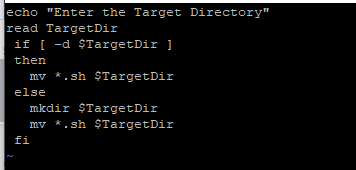 echo "Enter the Target Directory"
read TargetDir
 if [ -d $TargetDir ]
 then
   mv *.sh $TargetDir
 else
   mkdir $TargetDir
   mv *.sh $TargetDir
 fi
~